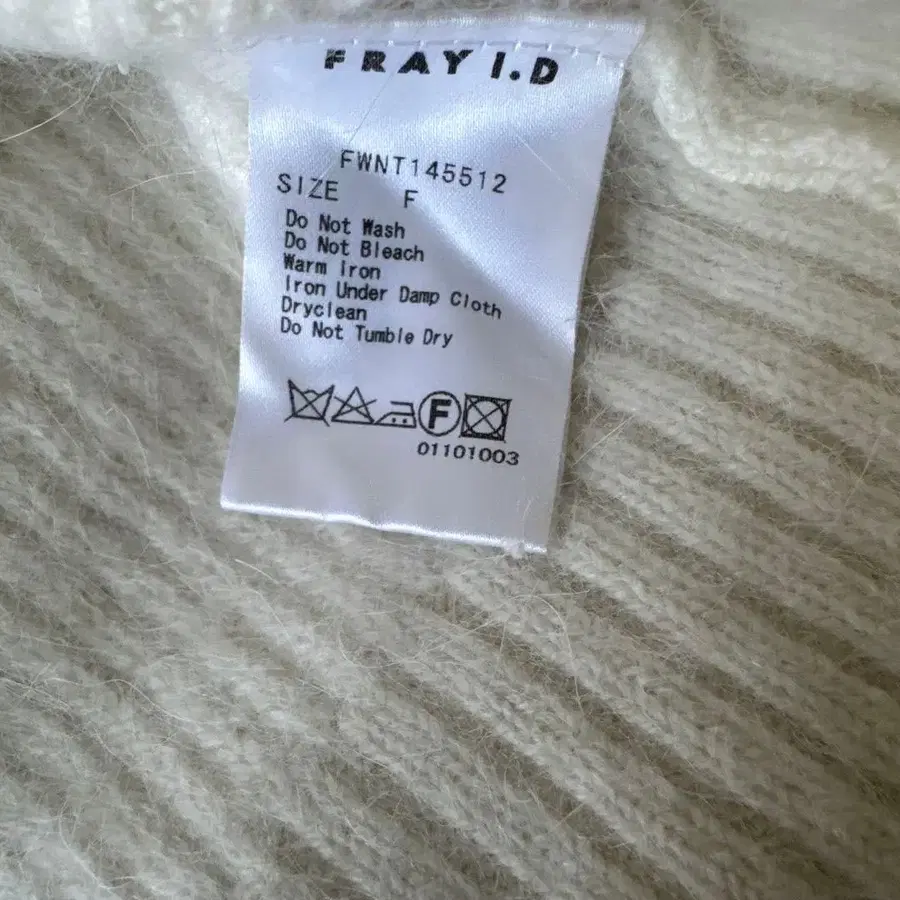 FRAY I.D
FWNT145512
SIZE F
Do Not Wash
Do Not Bleach
Warm iron
Iron Under Damp Cloth
Dryclean
Do Not Tumble Dry
F
01101003